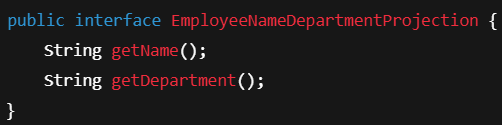 public interface EmployeeNameDepartmentProjection {
    String getName();
    String getDepartment();
}